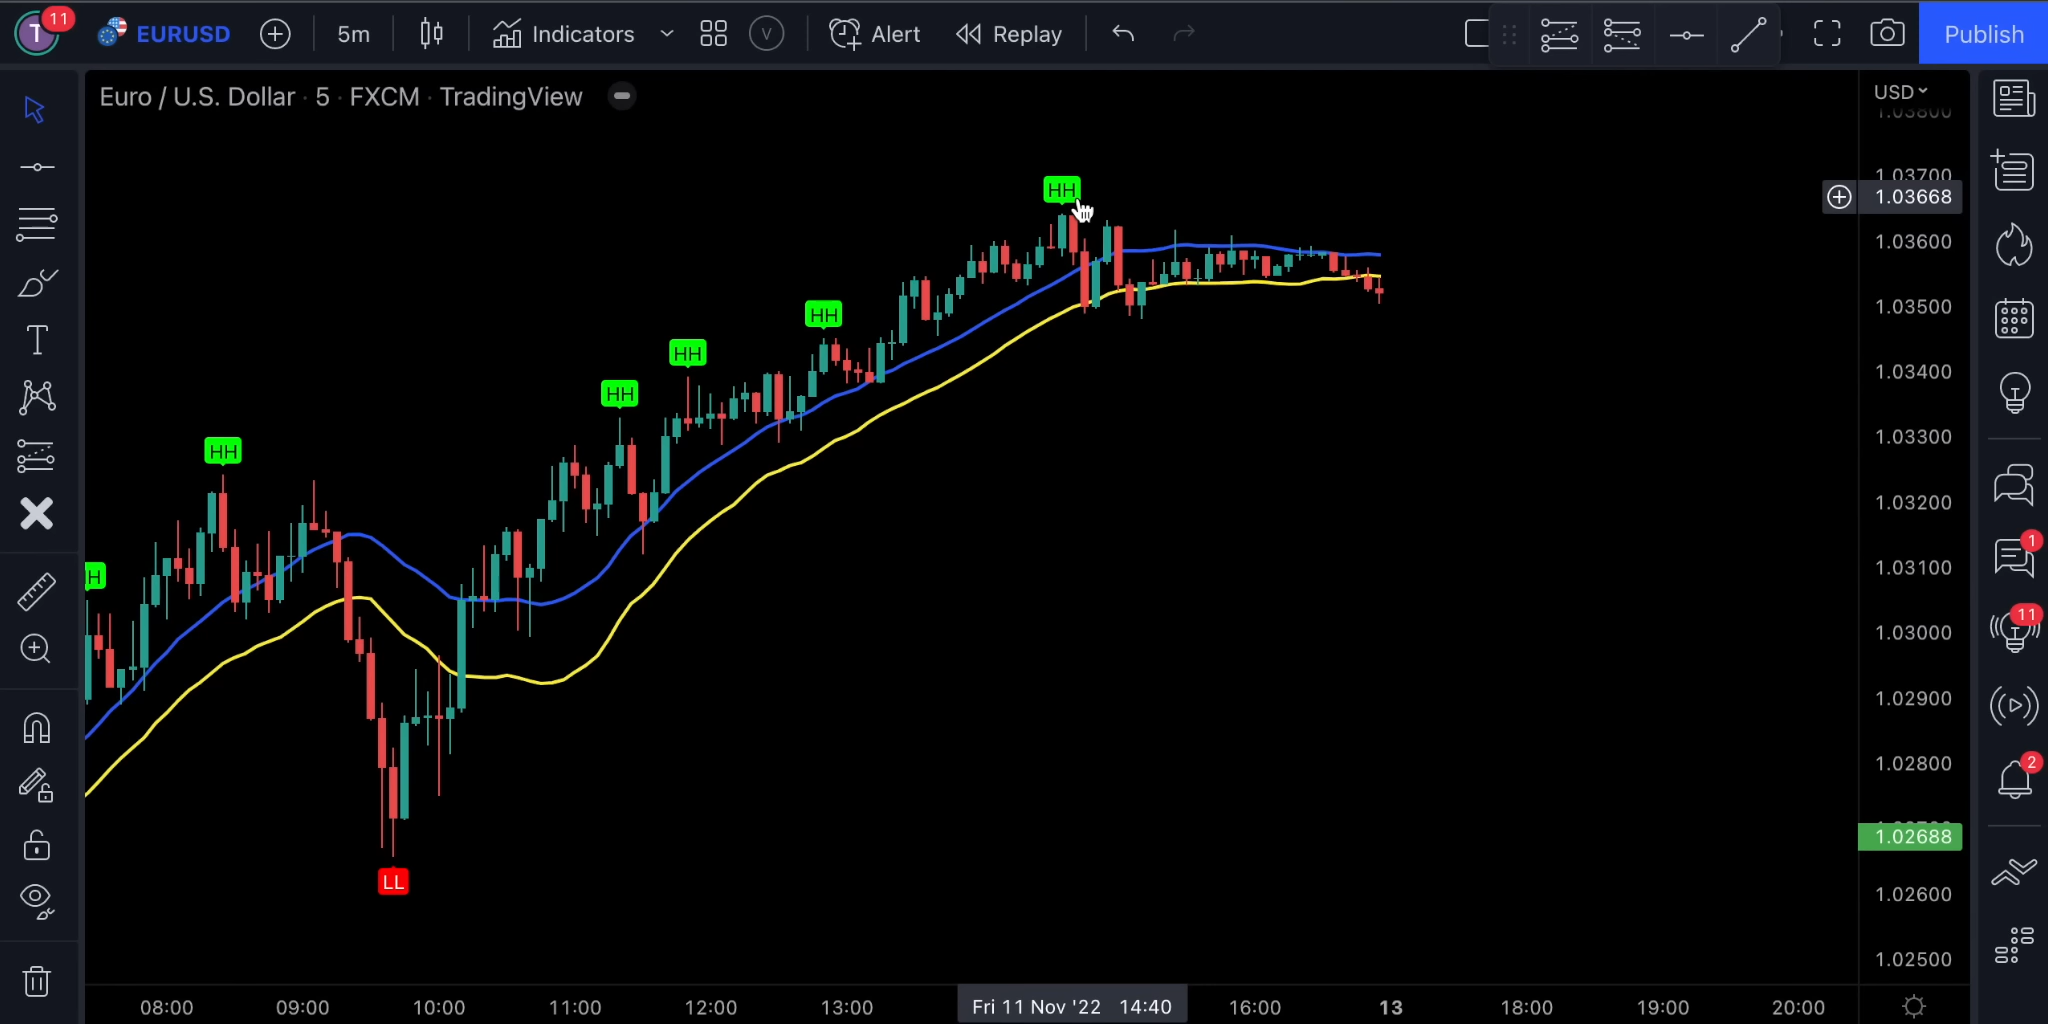 T 11 EURUSD 5m Indicators V Alert Replay Publish
Euro / U.S. Dollar · 5 · FXCM · TradingView
USD
1.03800
1.03700
1.03668
1.03600
1.03500
1.03400
1.03300
1.03200
1.03100
1.03000
1.02900
1.02800
1.02688
1.02600
1.02500
HH
HH
HH
HH
HH
H
LL
T
1
11
2
08:00 09:00 10:00 11:00 12:00 13:00 Fri 11 Nov '22 14:40 16:00 13 18:00 19:00 20:00